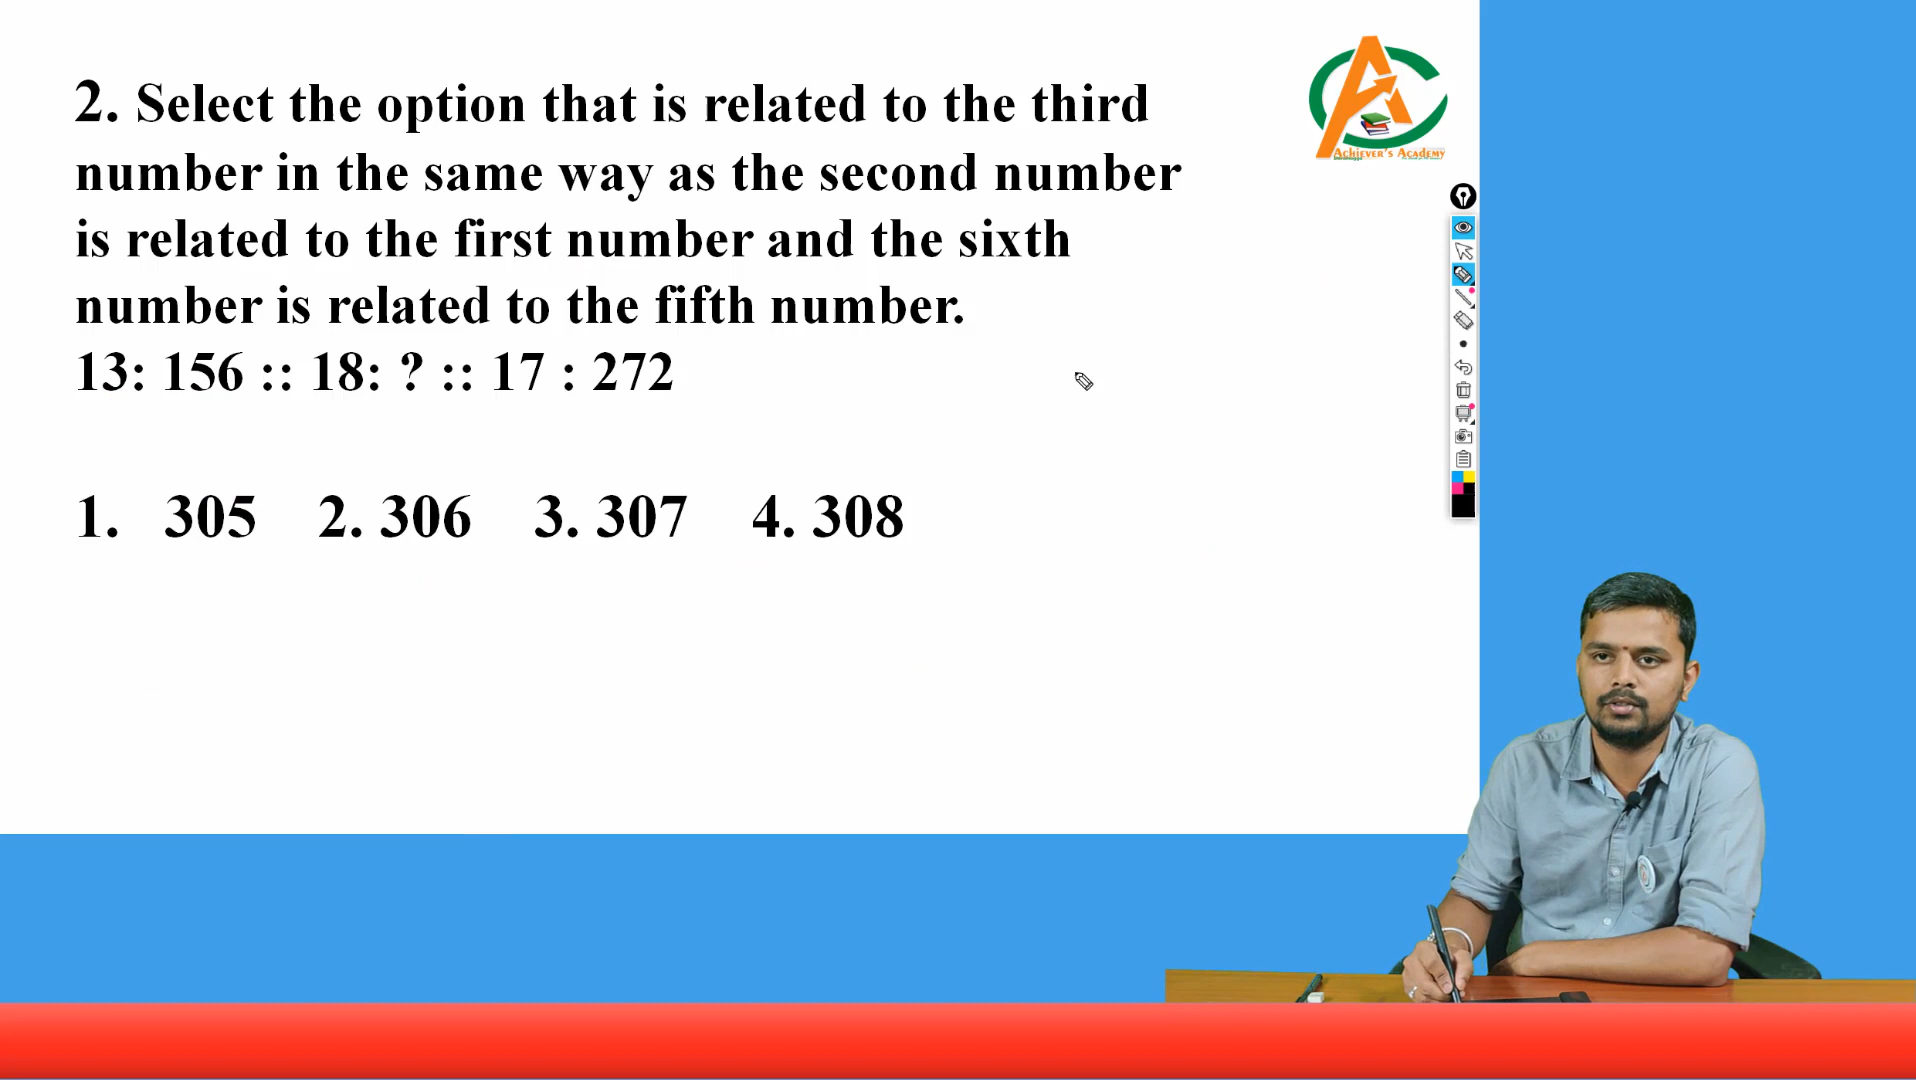 2. Select the option that is related to the third
number in the same way as the second number
is related to the first number and the sixth
number is related to the fifth number.
13: 156 :: 18: ? :: 17 : 272
1. 305 2. 306 3. 307 4. 308
ACHIEVER'S ACADEMY